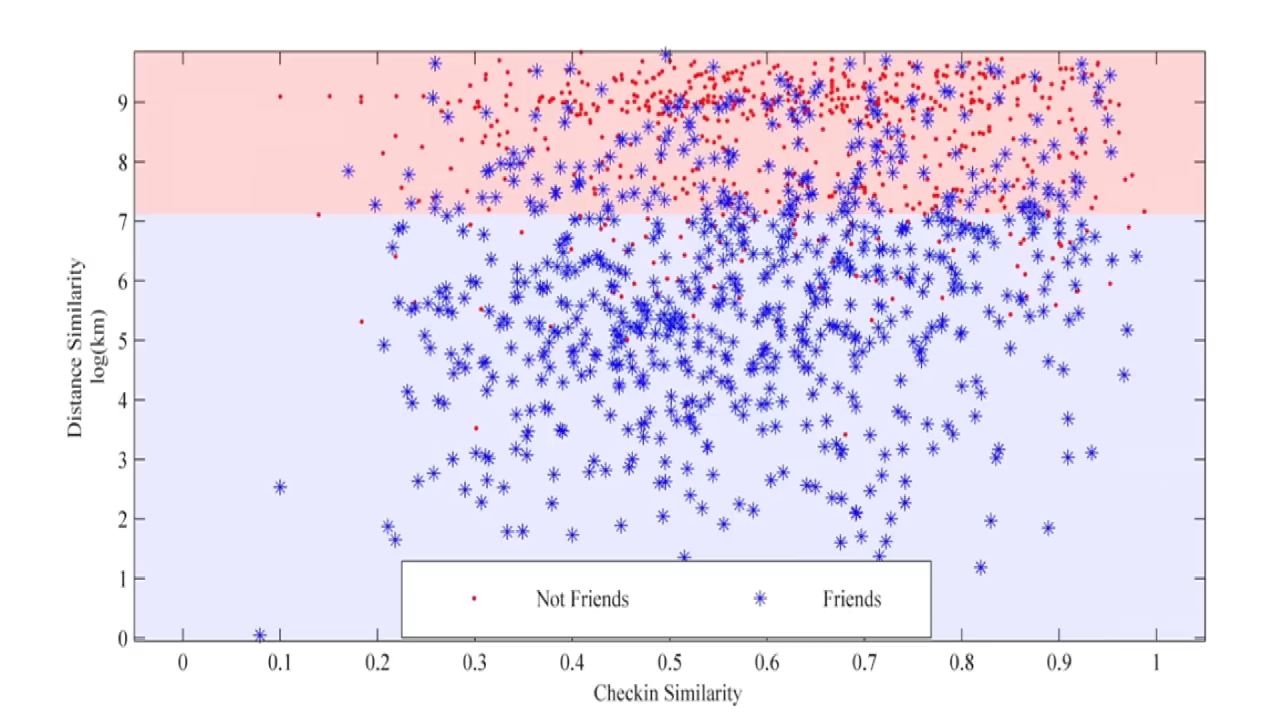 9
8
7
6
5
4
3
2
1
0
Distance Similarity
log(km)
Not Friends Friends
0 0.1 0.2 0.3 0.4 0.5 0.6 0.7 0.8 0.9 1
Checkin Similarity